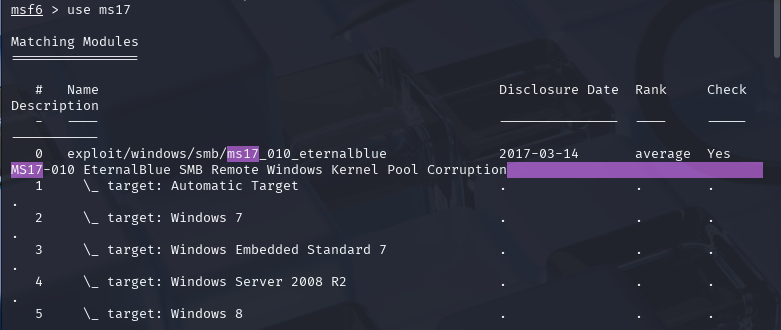 msf6 > use ms17
Matching Modules
================
# Name Disclosure Date Rank Check
Description
- ---- --------------- ---- -----
-----------
0 exploit/windows/smb/ms17_010_eternalblue 2017-03-14 average Yes
MS17-010 EternalBlue SMB Remote Windows Kernel Pool Corruption
1 \_ target: Automatic Target . . .
.
2 \_ target: Windows 7 . . .
.
3 \_ target: Windows Embedded Standard 7 . . .
.
4 \_ target: Windows Server 2008 R2 . . .
.
5 \_ target: Windows 8 . . .